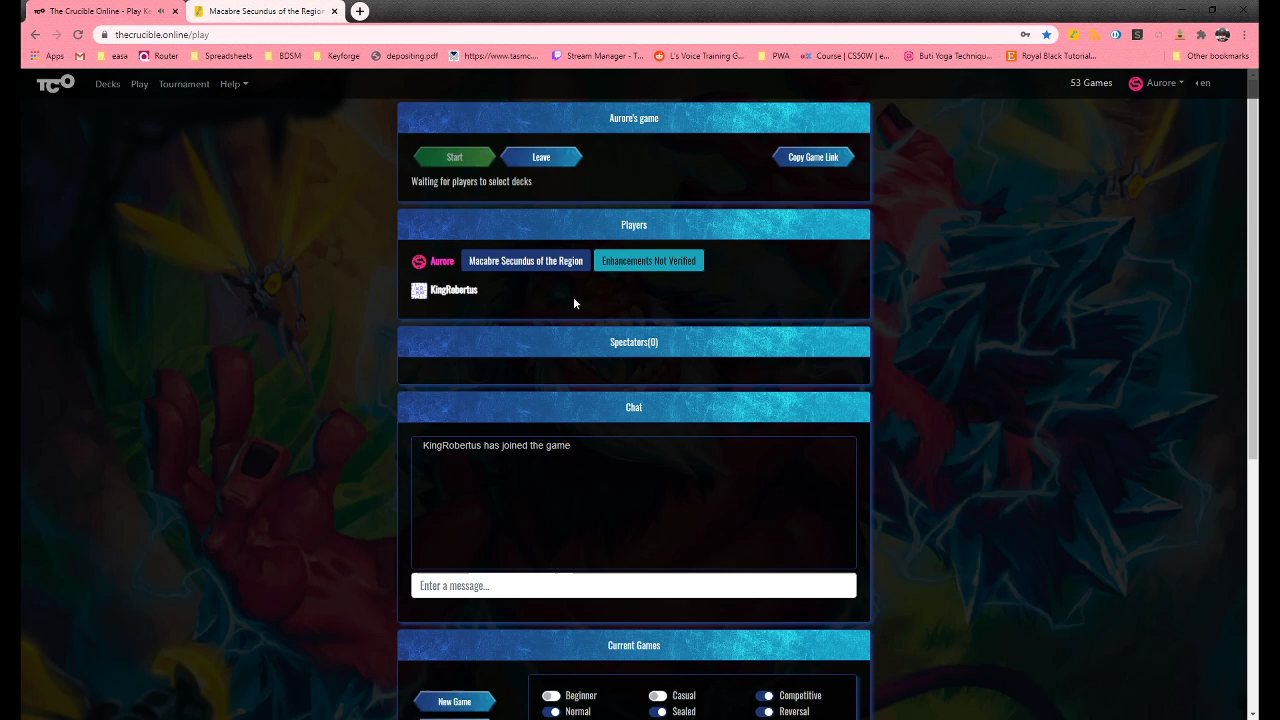 The Crucible Online - Play Ke
Macabre Secundus of the Region
thecrucible.online/play
Apps easa Router Spreadsheets BDSM Keyforge depositing.pdf https://www.tasmc... Stream Manager - T... L's Voice Training G... PWA Course | CS50W | e... Buti Yoga Techniqu... Royal Black Tutorial... Other bookmarks
TCO Decks Play Tournament Help 53 Games Aurore en
Aurore's game
Start Leave Copy Game Link
Waiting for players to select decks
Players
Aurore Macabre Secundus of the Region Enhancements Not Verified
KingRobertus
Spectators(0)
Chat
KingRobertus has joined the game
Enter a message...
Current Games
New Game Beginner Casual Competitive
Normal Sealed Reversal